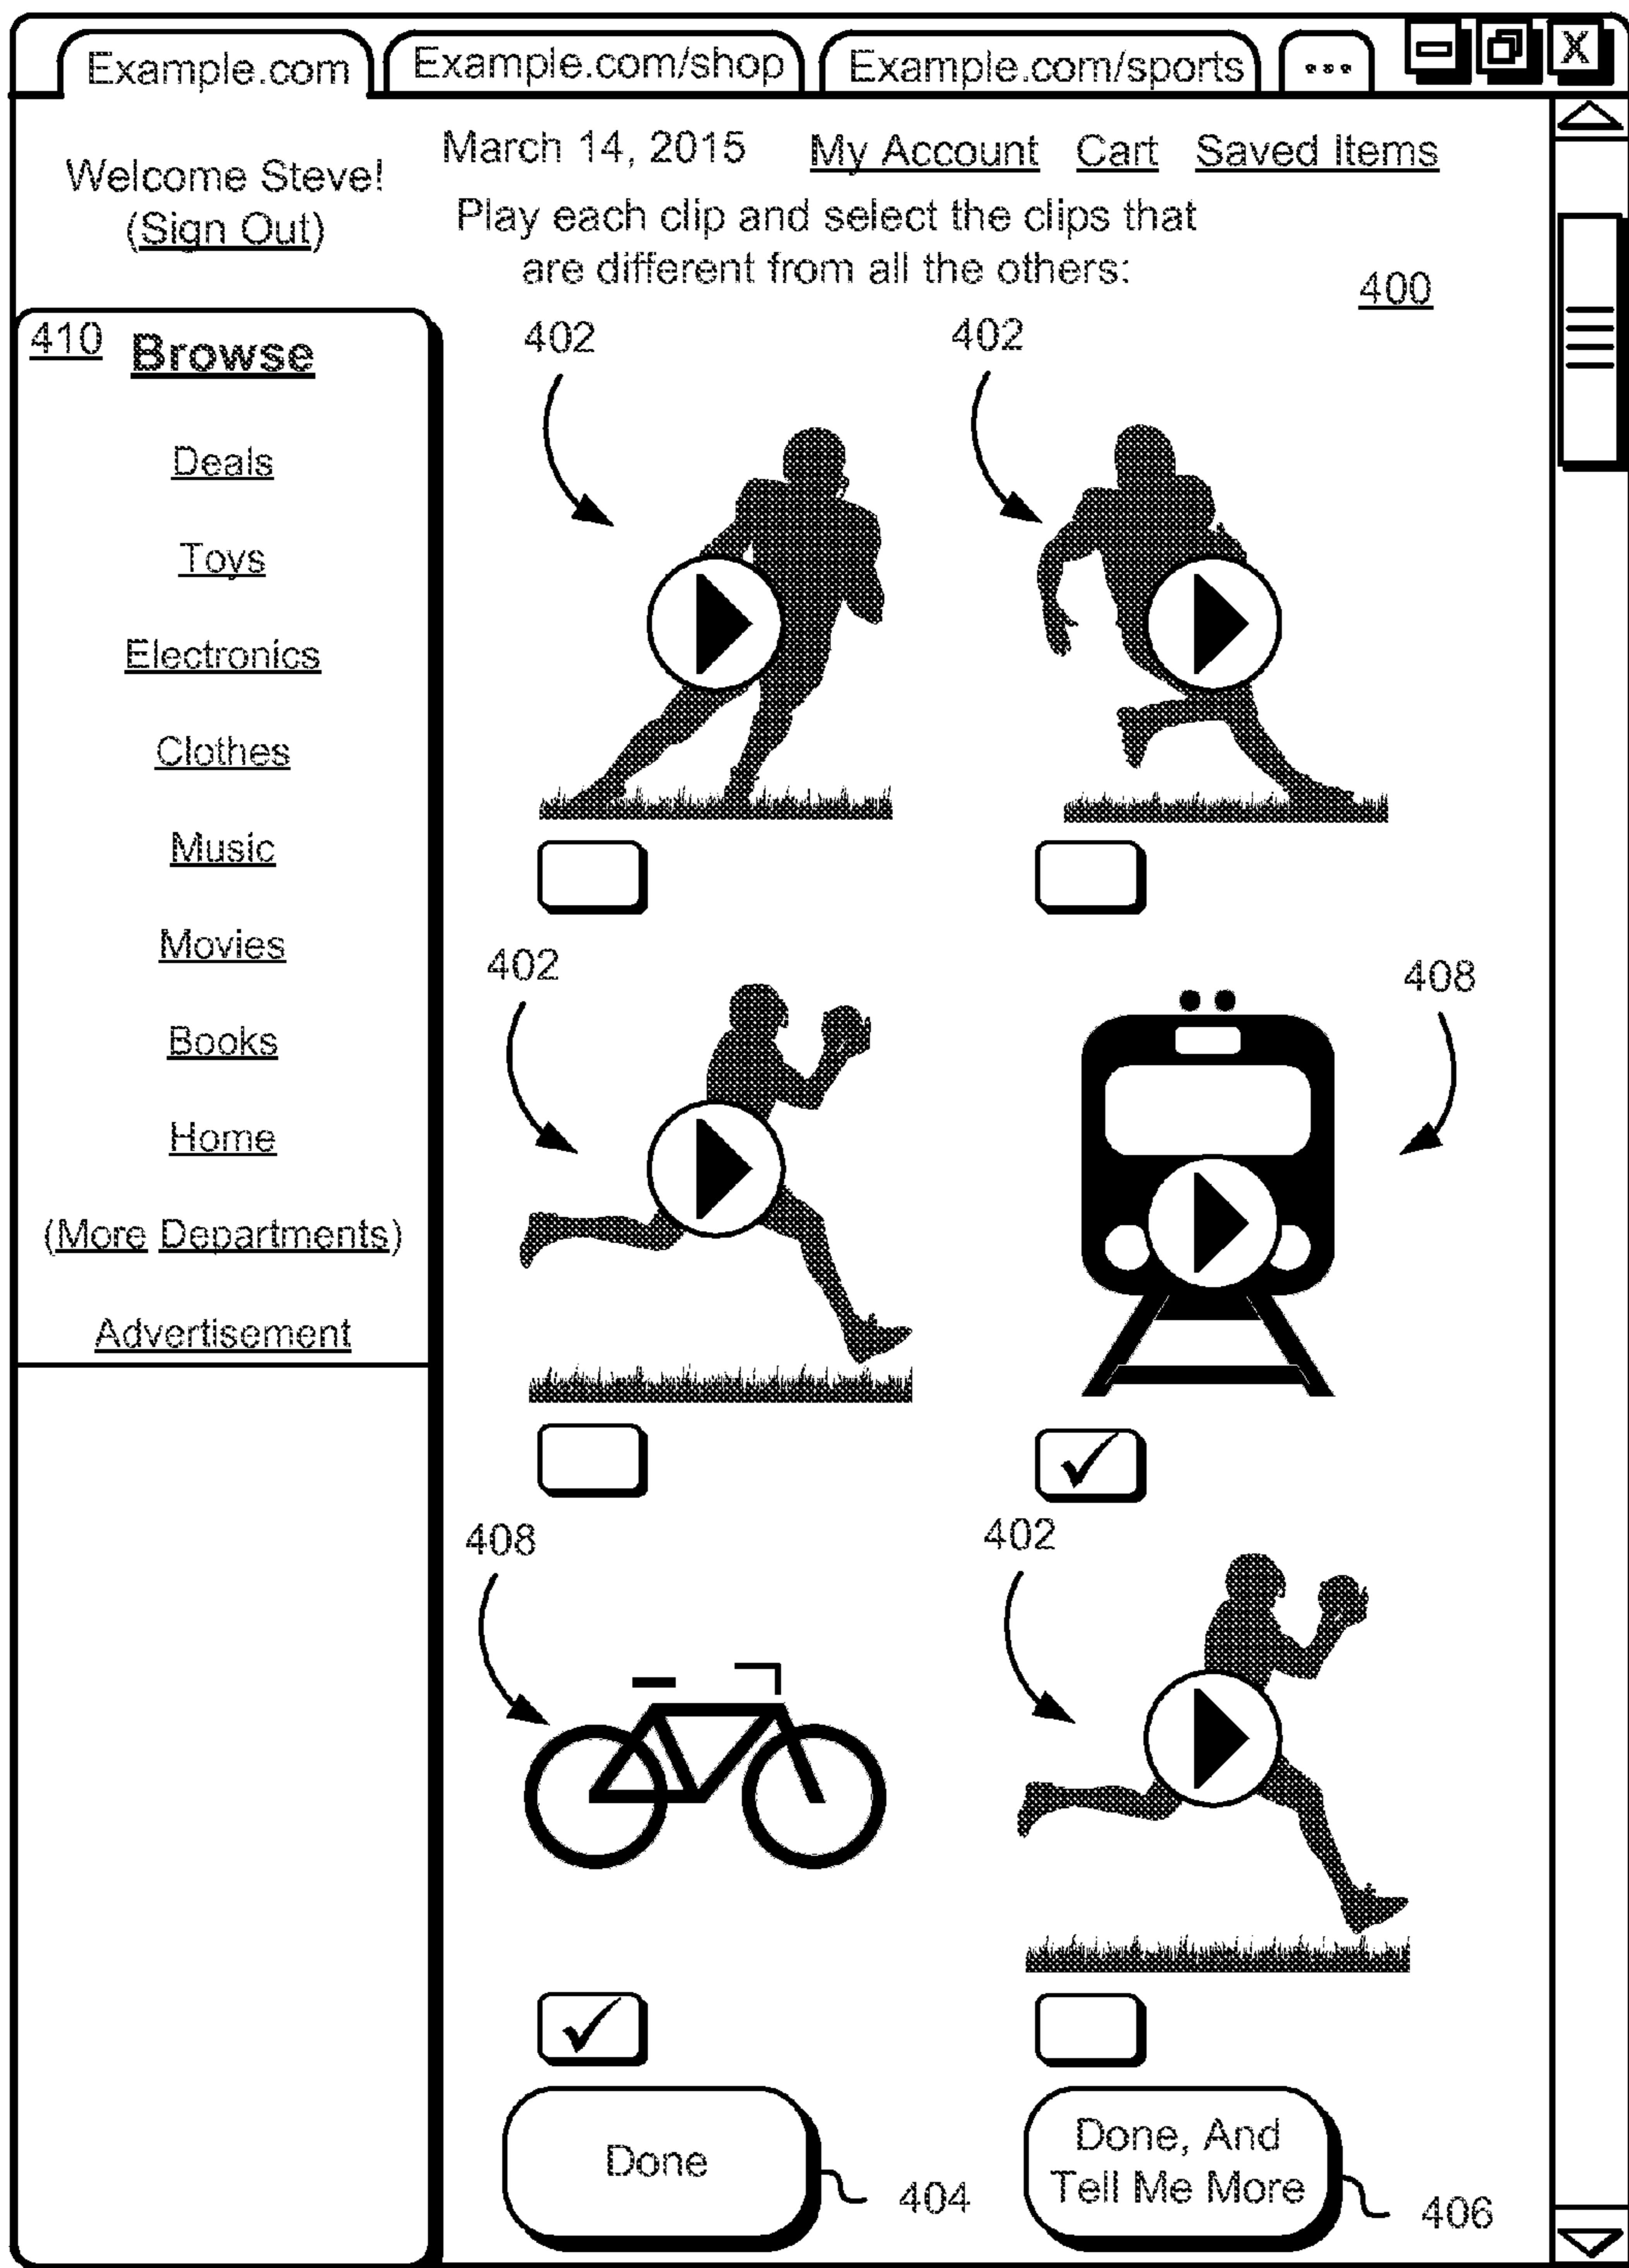 Example.com
Example.com/shop
Example.com/sports
...
X
Welcome Steve!
(Sign Out)
March 14, 2015
My Account
Cart
Saved Items
Play each clip and select the clips that
are different from all the others:
400
410
Browse
Deals
Toys
Electronics
Clothes
Music
Movies
Books
Home
(More Departments)
Advertisement
402
402
402
408
408
402
Done
404
Done, And
Tell Me More
406